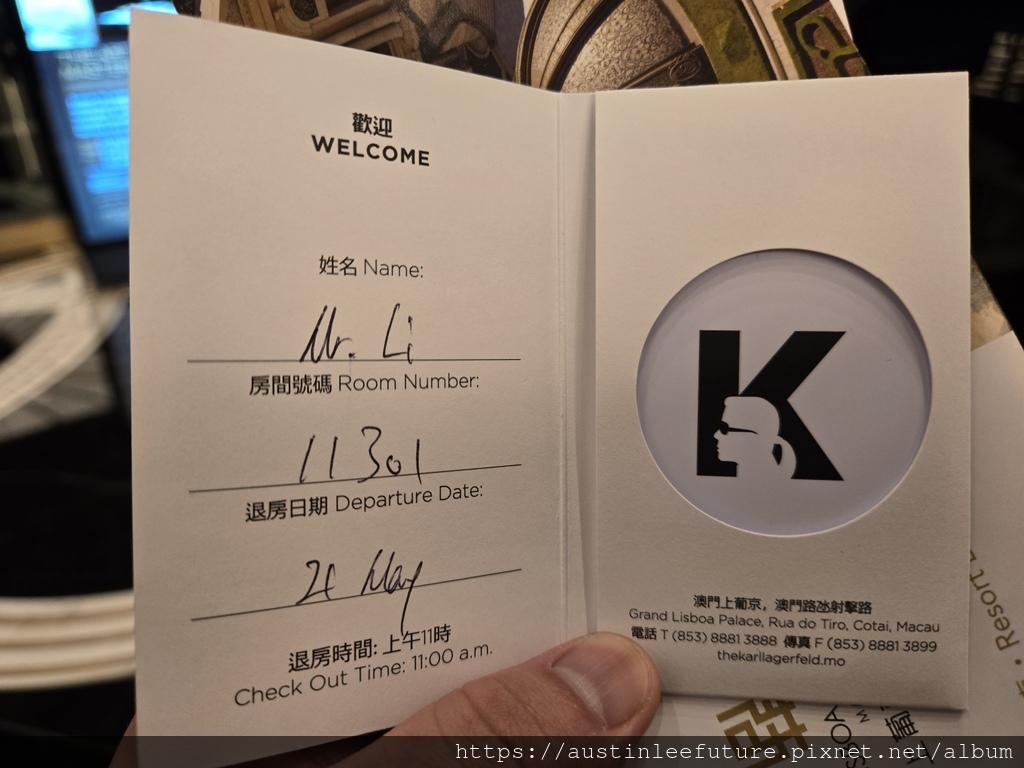 歡迎
WELCOME
姓名 Name:
Mr. Li
房間號碼 Room Number:
11301
退房日期 Departure Date:
May
退房時間: 上午11時
Check Out Time: 11:00 a.m.
K
澳門上葡京，澳門路氹射擊路
Grand Lisboa Palace, Rua do Tiro, Cotai, Macau
電話 T (853) 8881 3888 傳真 F (853) 8881 3899
thekarllagerfeld.mo
Resort
https://austinleefuture.pixnet.net/album